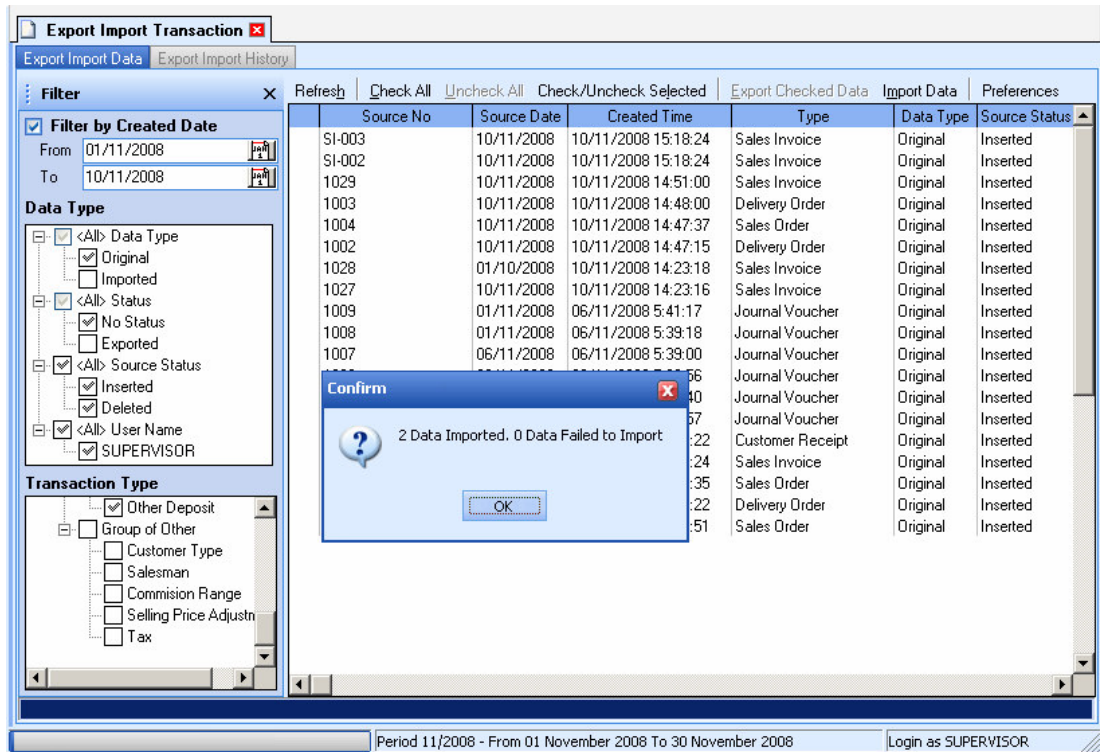 Export Import Transaction
Export Import Data Export Import History
Filter
Refresh Check All Uncheck All Check/Uncheck Selected Export Checked Data Import Data Preferences
Filter by Created Date
From 01/11/2008
To 10/11/2008
Data Type
<All> Data Type
Original
Imported
<All> Status
No Status
Exported
<All> Source Status
Inserted
Deleted
<All> User Name
SUPERVISOR
Transaction Type
Other Deposit
Group of Other
Customer Type
Salesman
Commision Range
Selling Price Adjustn
Tax
Source No Source Date Created Time Type Data Type Source Status
SI-003 10/11/2008 10/11/2008 15:18:24 Sales Invoice Original Inserted
SI-002 10/11/2008 10/11/2008 15:18:24 Sales Invoice Original Inserted
1029 10/11/2008 10/11/2008 14:51:00 Sales Invoice Original Inserted
1003 10/11/2008 10/11/2008 14:48:00 Delivery Order Original Inserted
1004 10/11/2008 10/11/2008 14:47:37 Sales Order Original Inserted
1002 10/11/2008 10/11/2008 14:47:15 Delivery Order Original Inserted
1028 01/10/2008 10/11/2008 14:23:18 Sales Invoice Original Inserted
1027 10/11/2008 10/11/2008 14:23:16 Sales Invoice Original Inserted
1009 01/11/2008 06/11/2008 5:41:17 Journal Voucher Original Inserted
1008 01/11/2008 06/11/2008 5:39:18 Journal Voucher Original Inserted
1007 06/11/2008 06/11/2008 5:39:00 Journal Voucher Original Inserted
56 Journal Voucher Original Inserted
40 Journal Voucher Original Inserted
57 Journal Voucher Original Inserted
:22 Customer Receipt Original Inserted
:24 Sales Invoice Original Inserted
:35 Sales Order Original Inserted
:22 Delivery Order Original Inserted
:51 Sales Order Original Inserted
Confirm
2 Data Imported. 0 Data Failed to Import
OK
Period 11/2008 - From 01 November 2008 To 30 November 2008 Login as SUPERVISOR